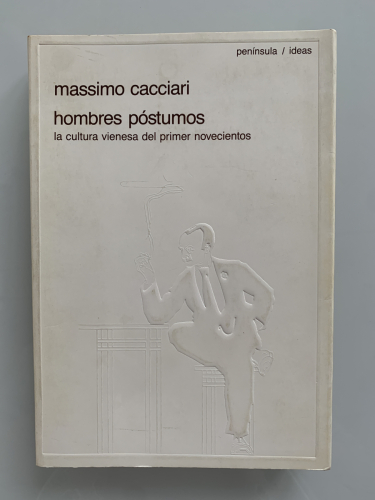 península / ideas
massimo cacciari
hombres póstumos
la cultura vienesa del primer novecientos